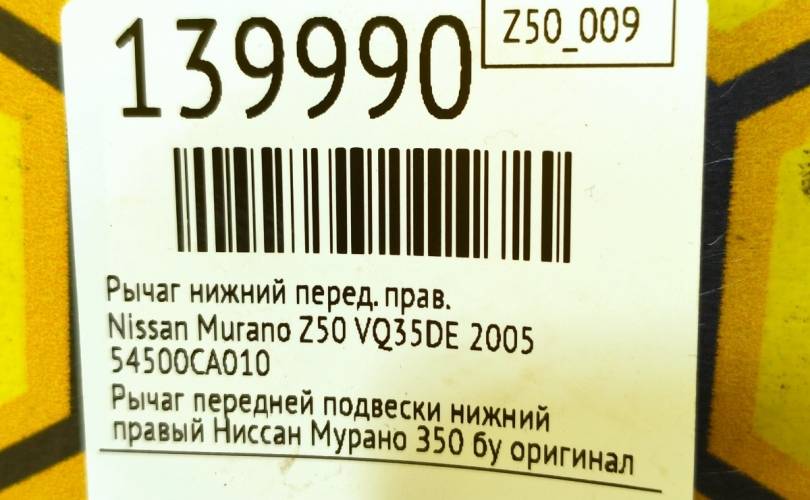 139990
Z50_009
Рычаг нижний перед. прав.
Nissan Murano Z50 VQ35DE 2005
54500CA010
Рычаг передней подвески нижний
правый Ниссан Мурано З50 бу оригинал